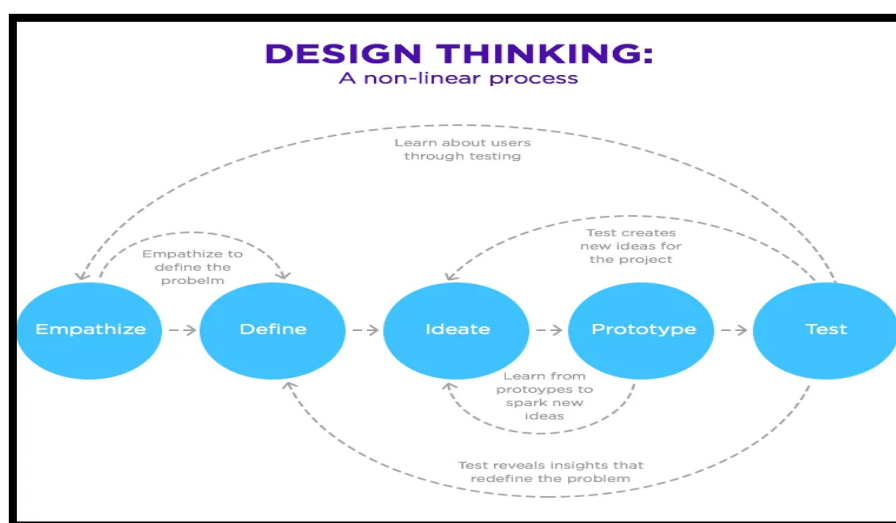 DESIGN THINKING:
A non-linear process
Learn about users
through testing
Test creates
new ideas for
the project
Empathize to
define the
probelm
Empathize
Define
Ideate
Prototype
Test
Learn from
protoypes to
spark new
ideas
Test reveals insights that
redefine the problem